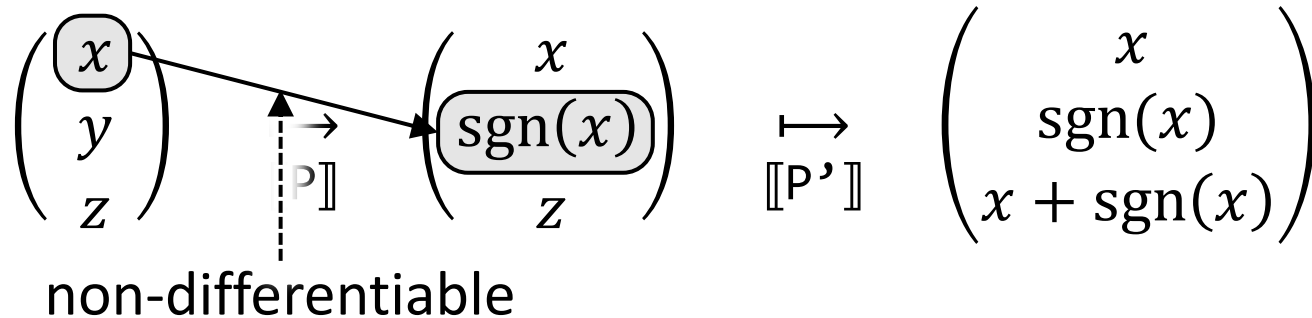 x x x
y ↦ sgn(x) ↦ sgn(x)
P⟧ ⟦P’⟧
z z x + sgn(x)
non-differentiable